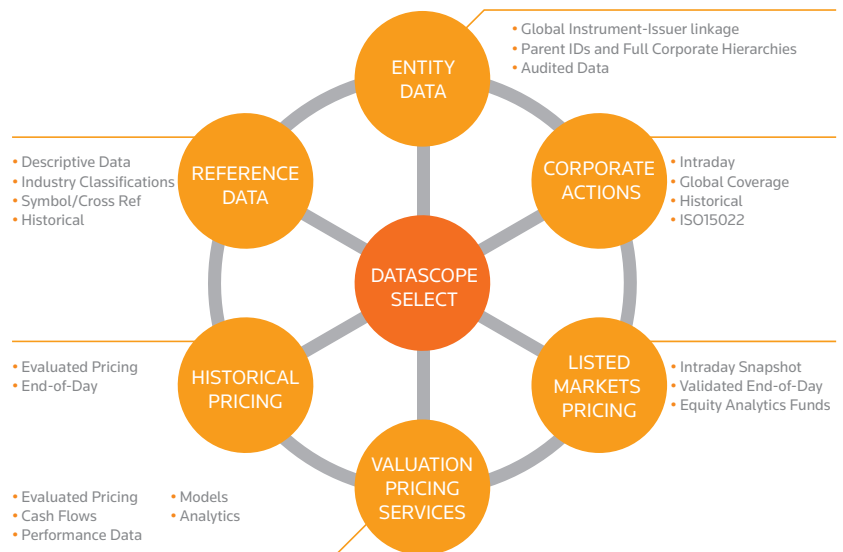 ENTITY
DATA
• Global Instrument-Issuer linkage
• Parent IDs and Full Corporate Hierarchies
• Audited Data
REFERENCE
DATA
• Descriptive Data
• Industry Classifications
• Symbol/Cross Ref
• Historical
CORPORATE
ACTIONS
• Intraday
• Global Coverage
• Historical
• ISO15022
DATASCOPE
SELECT
HISTORICAL
PRICING
• Evaluated Pricing
• End-of-Day
LISTED
MARKETS
PRICING
• Intraday Snapshot
• Validated End-of-Day
• Equity Analytics Funds
VALUATION
PRICING
SERVICES
• Evaluated Pricing
• Cash Flows
• Performance Data
• Models
• Analytics